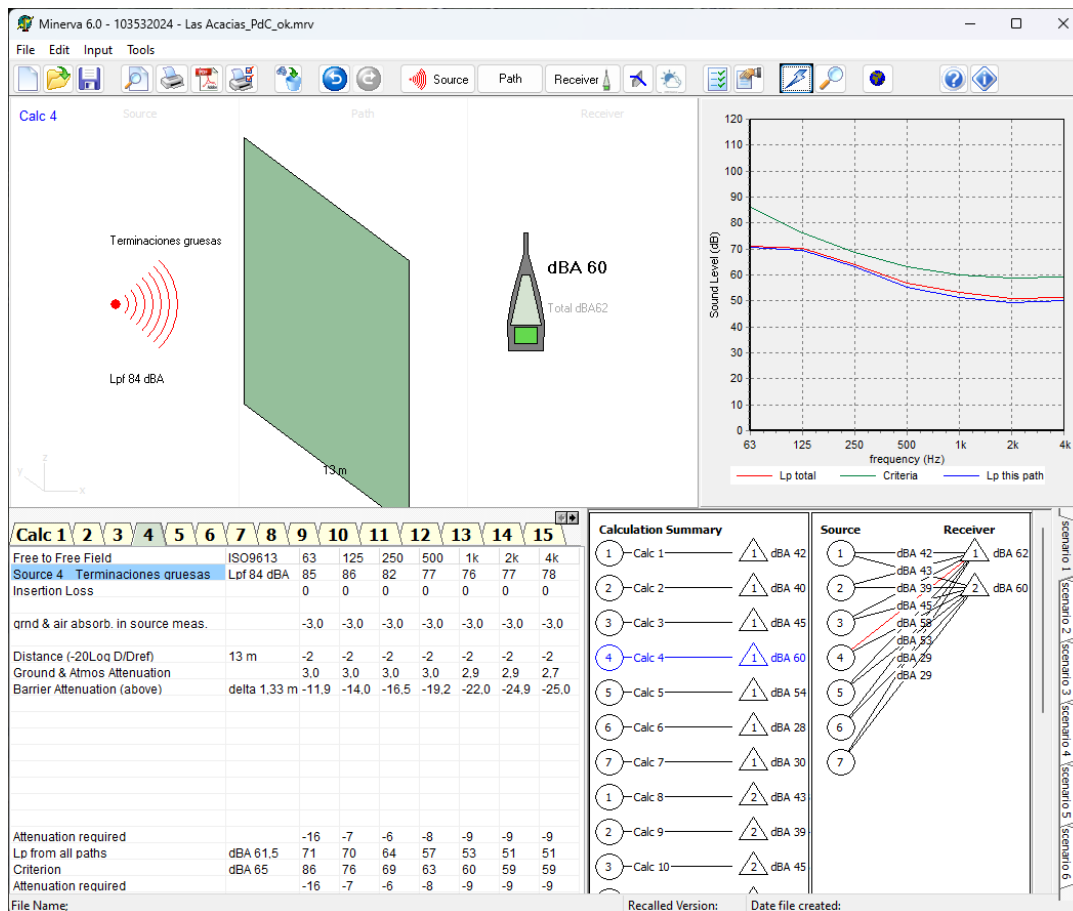 Minerva 6.0 - 103532024 - Las Acacias_PdC_ok.mrv
File Edit Input Tools
Source Path Receiver
Calc 4 Source Path Receiver
Terminaciones gruesas
Lpf 84 dBA
13 m
z
y
x
dBA 60
Total dBA62
Sound Level (dB)
120
110
100
90
80
70
60
50
40
30
20
10
0
63 125 250 500 1k 2k 4k
frequency (Hz)
Lp total Criteria Lp this path
Calc 1 2 3 4 5 6 7 8 9 10 11 12 13 14 15
Free to Free Field ISO9613 63 125 250 500 1k 2k 4k
Source 4 Terminaciones gruesas Lpf 84 dBA 85 86 82 77 76 77 78
Insertion Loss 0 0 0 0 0 0 0
grnd & air absorb. in source meas. -3,0 -3,0 -3,0 -3,0 -3,0 -3,0 -3,0
Distance (-20Log D/Dref) 13 m -2 -2 -2 -2 -2 -2 -2
Ground & Atmos Attenuation 3,0 3,0 3,0 3,0 2,9 2,9 2,7
Barrier Attenuation (above) delta 1,33 m -11,9 -14,0 -16,5 -19,2 -22,0 -24,9 -25,0
Attenuation required -16 -7 -6 -8 -9 -9 -9
Lp from all paths dBA 61,5 71 70 64 57 53 51 51
Criterion dBA 65 86 76 69 63 60 59 59
Attenuation required -16 -7 -6 -8 -9 -9 -9
Calculation Summary
1 Calc 1 1 dBA 42
2 Calc 2 1 dBA 40
3 Calc 3 1 dBA 45
4 Calc 4 1 dBA 60
5 Calc 5 1 dBA 54
6 Calc 6 1 dBA 28
7 Calc 7 1 dBA 30
1 Calc 8 2 dBA 43
2 Calc 9 2 dBA 39
3 Calc 10 2 dBA 45
Source Receiver
1 dBA 42 1 dBA 62
dBA 43
2 dBA 39 2 dBA 60
dBA 45
3 dBA 58
dBA 53
4 dBA 29
dBA 29
5
6
7
scenario 1
scenario 2
scenario 3
scenario 4
scenario 5
scenario 6
File Name; Recalled Version: Date file created: